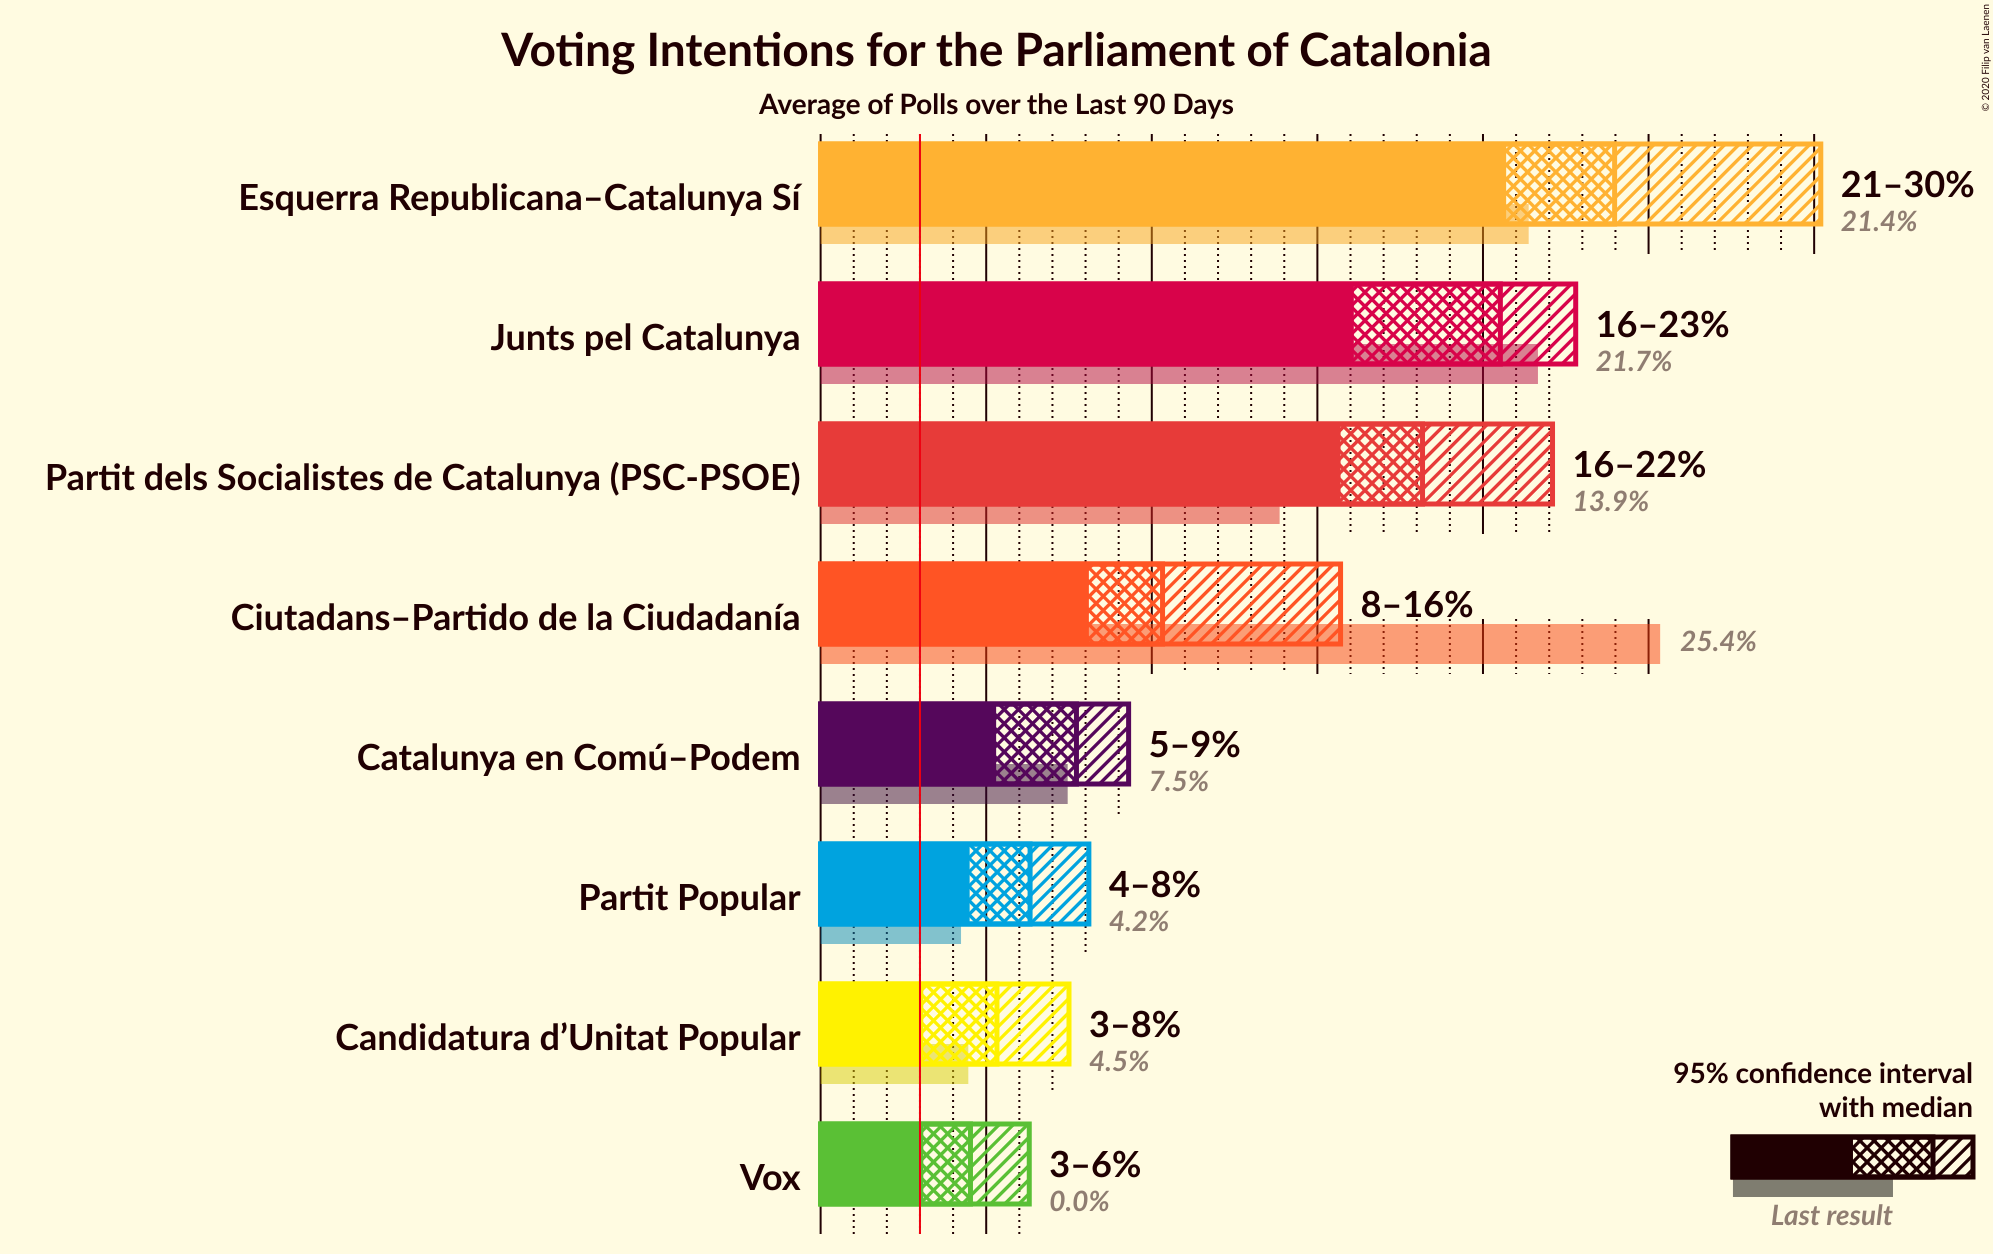 Voting Intentions for the Parliament of Catalonia
Average of Polls over the Last 90 Days
© 2020 Filip van Laenen
Esquerra Republicana–Catalunya Sí
21–30%
21.4%
Junts pel Catalunya
16–23%
21.7%
Partit dels Socialistes de Catalunya (PSC-PSOE)
16–22%
13.9%
Ciutadans–Partido de la Ciudadanía
8–16%
25.4%
Catalunya en Comú–Podem
5–9%
7.5%
Partit Popular
4–8%
4.2%
Candidatura d’Unitat Popular
3–8%
4.5%
Vox
3–6%
0.0%
95% confidence interval
with median
Last result